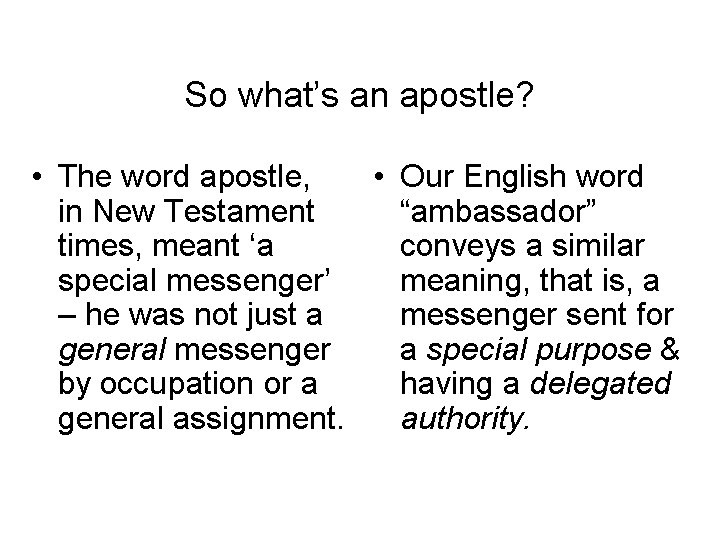 So what’s an apostle?
• The word apostle,
in New Testament
times, meant ‘a
special messenger’
– he was not just a
general messenger
by occupation or a
general assignment.
• Our English word
“ambassador”
conveys a similar
meaning, that is, a
messenger sent for
a special purpose &
having a delegated
authority.